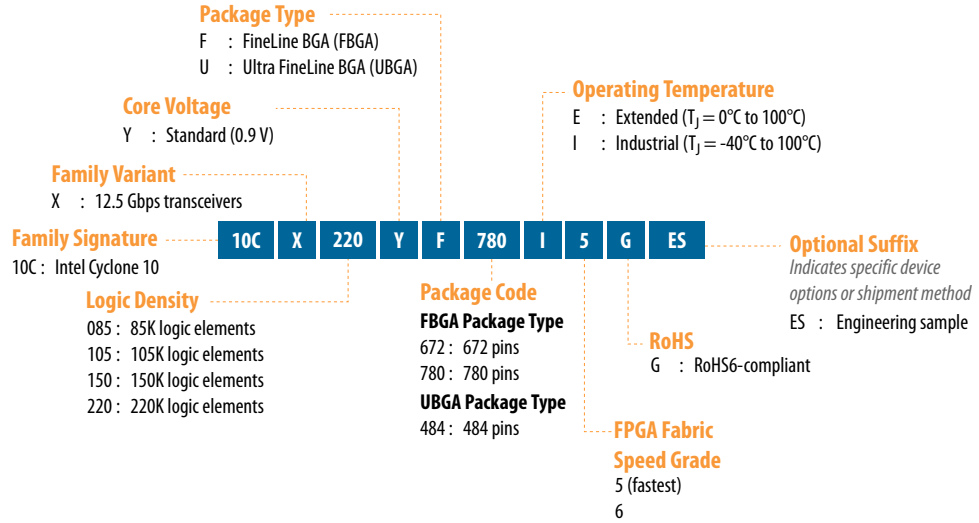 Package Type
F : FineLine BGA (FBGA)
U : Ultra FineLine BGA (UBGA)
Core Voltage
Y : Standard (0.9 V)
Operating Temperature
E : Extended (TJ = 0°C to 100°C)
I : Industrial (TJ = -40°C to 100°C)
Family Variant
X : 12.5 Gbps transceivers
Family Signature
10C : Intel Cyclone 10
10C X 220 Y F 780 I 5 G ES
Optional Suffix
Indicates specific device
options or shipment method
ES : Engineering sample
Logic Density
085 : 85K logic elements
105 : 105K logic elements
150 : 150K logic elements
220 : 220K logic elements
Package Code
FBGA Package Type
672 : 672 pins
780 : 780 pins
UBGA Package Type
484 : 484 pins
RoHS
G : RoHS6-compliant
FPGA Fabric
Speed Grade
5 (fastest)
6